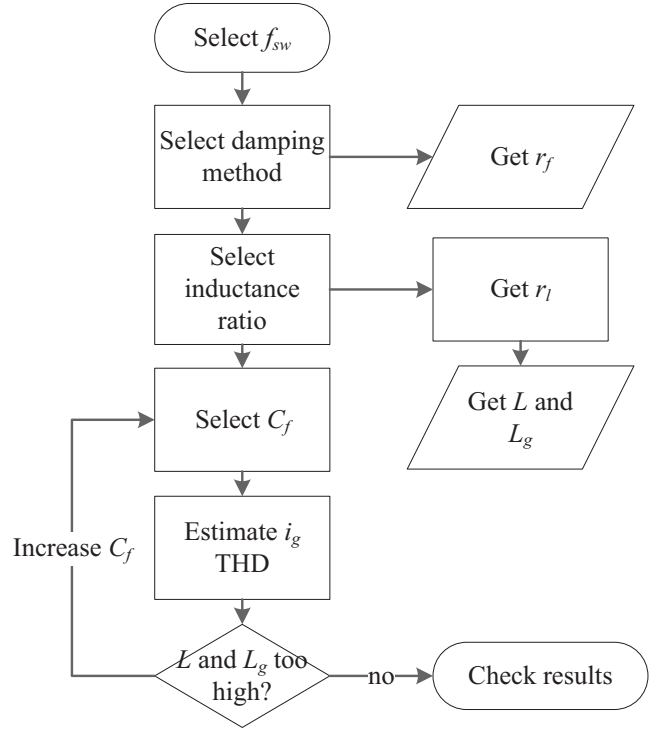 Select f_sw
Select damping
method
Get r_f
Select
inductance
ratio
Get r_l
Select C_f
Get L and
L_g
Estimate i_g
THD
Increase C_f
L and L_g too
high?
no
Check results